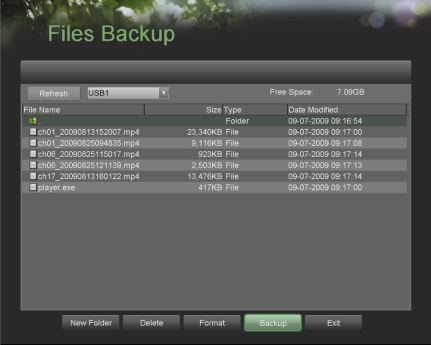 Files Backup
Refresh USB1 Free Space: 7.09GB
File Name Size Type Date Modified
.. Folder 09-07-2009 09:16:54
ch01_20090813152007.mp4 23,340KB File 09-07-2009 09:17:00
ch01_20090825094835.mp4 9,116KB File 09-07-2009 09:17:08
ch06_20090825115017.mp4 923KB File 09-07-2009 09:17:14
ch06_20090825121139.mp4 2,503KB File 09-07-2009 09:17:13
ch17_20090813160122.mp4 13,476KB File 09-07-2009 09:17:14
player.exe 417KB File 09-07-2009 09:17:00
New Folder Delete Format Backup Exit